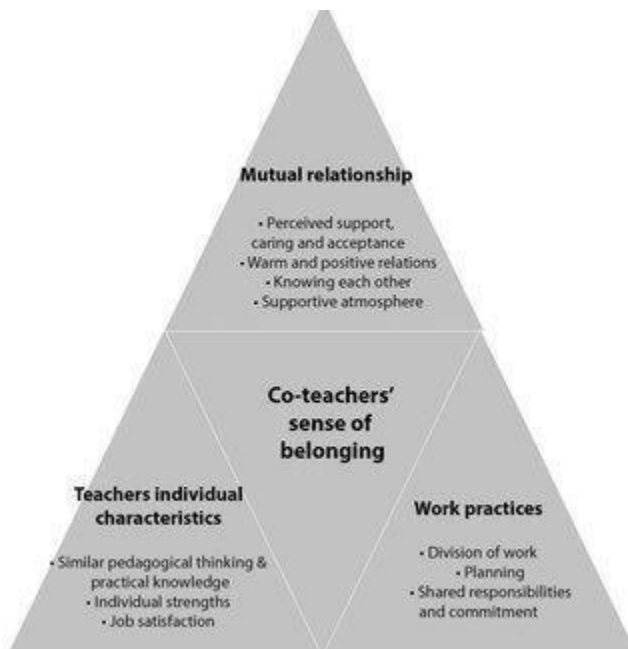 Mutual relationship
• Perceived support,
caring and acceptance
• Warm and positive relations
• Knowing each other
• Supportive atmosphere
Co-teachers’
sense of
belonging
Teachers individual
characteristics
• Similar pedagogical thinking &
practical knowledge
• Individual strengths
• Job satisfaction
Work practices
• Division of work
• Planning
• Shared responsibilities
and commitment